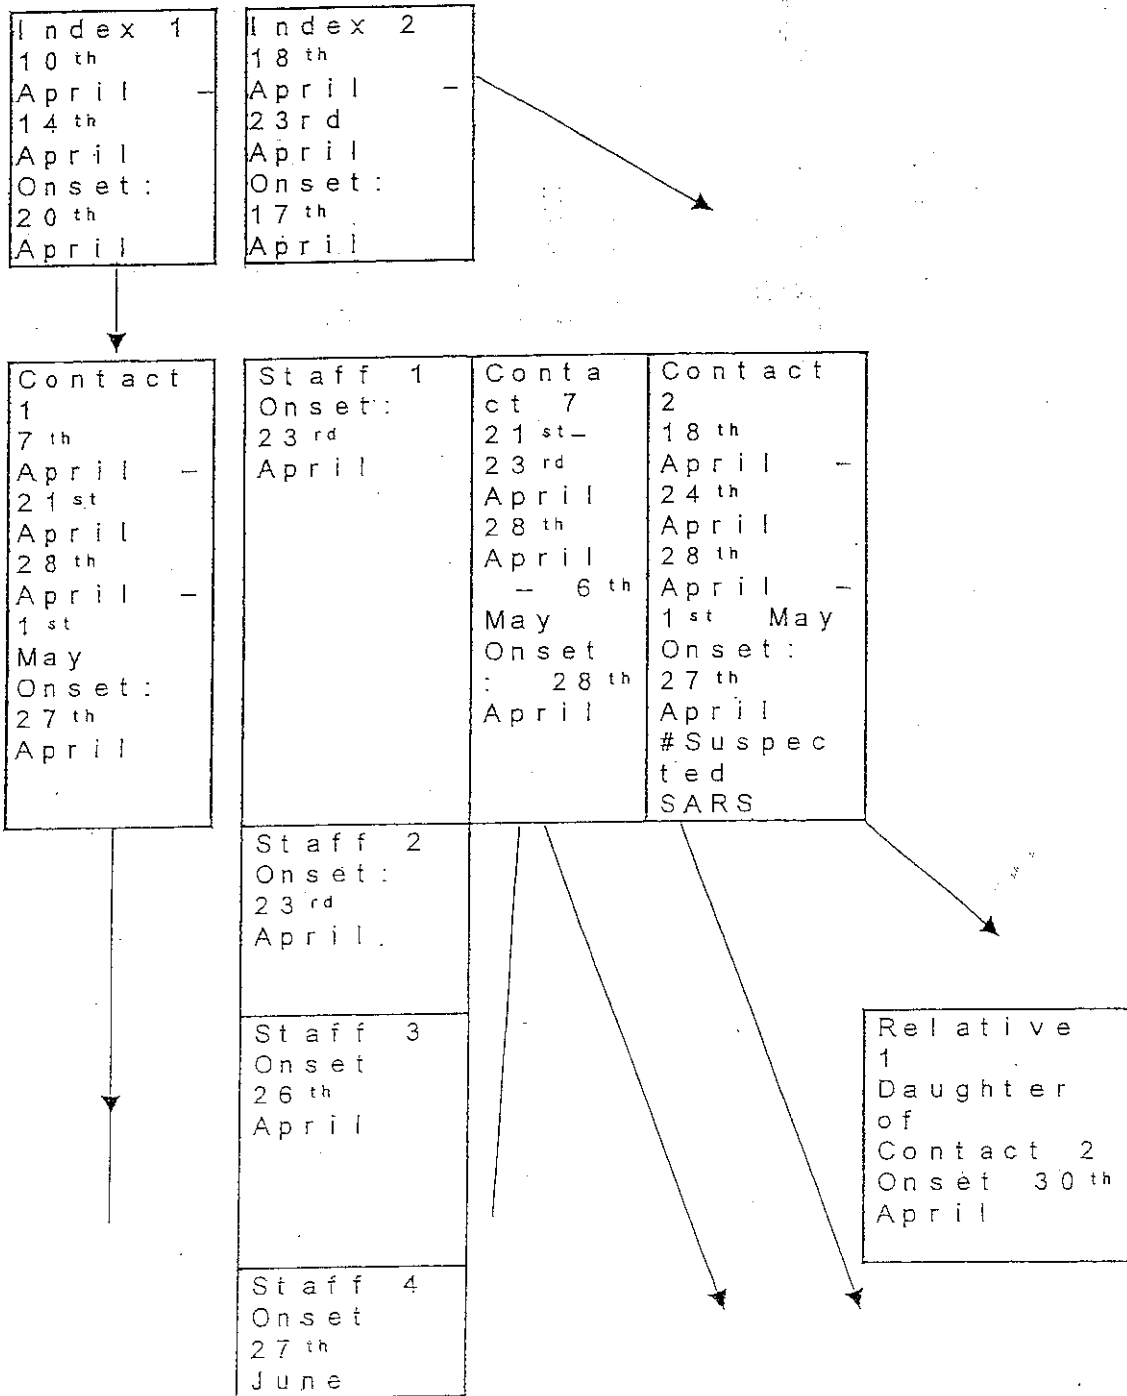 Index 1
10th
April –
14th
April
Onset:
20th
April
Index 2
18th
April –
23rd
April
Onset:
17th
April
Contact
1
7th
April –
21st
April
28th
April –
1st
May
Onset:
27th
April
Staff 1
Onset:
23rd
April
Conta
ct 7
21st–
23rd
April
28th
April
– 6th
May
Onset
: 28th
April
Contact
2
18th
April –
24th
April
28th
April –
1st May
Onset:
27th
April
#Suspec
ted
SARS
Staff 2
Onset:
23rd
April.
Staff 3
Onset
26th
April
Relative
1
Daughter
of
Contact 2
Onset 30th
April
Staff 4
Onset
27th
June